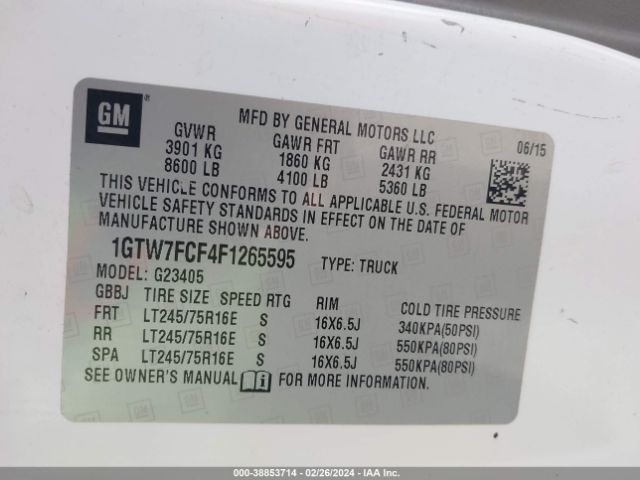 GM ®
MFD BY GENERAL MOTORS LLC
06/15
GVWR GAWR FRT GAWR RR
3901 KG 1860 KG 2431 KG
8600 LB 4100 LB 5360 LB
THIS VEHICLE CONFORMS TO ALL APPLICABLE U.S. FEDERAL MOTOR
VEHICLE SAFETY STANDARDS IN EFFECT ON THE DATE OF
MANUFACTURE SHOWN ABOVE.
1GTW7FCF4F1265595 TYPE: TRUCK
MODEL: G23405
GBBJ TIRE SIZE SPEED RTG RIM COLD TIRE PRESSURE
FRT LT245/75R16E S 16X6.5J 340KPA(50PSI)
RR LT245/75R16E S 16X6.5J 550KPA(80PSI)
SPA LT245/75R16E S 16X6.5J 550KPA(80PSI)
SEE OWNER'S MANUAL FOR MORE INFORMATION.
000-38853714 - 02/26/2024 - IAAI.COM